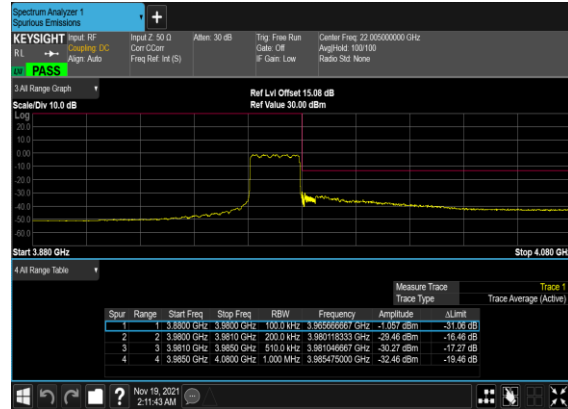 Spectrum Analyzer 1
Spurious Emissions
KEYSIGHT Input: RF Input Z: 50 Ω Atten: 30 dB Trig: Free Run Center Freq: 22.005000000 GHz
RL Coupling: DC Corr CCorr Gate: Off Avg|Hold: 100/100
Align: Auto Freq Ref: Int (S) IF Gain: Low Radio Std: None
PASS
3 All Range Graph
Ref Lvl Offset 15.08 dB
Scale/Div 10.0 dB Ref Value 30.00 dBm
Log
20.0
10.0
0.00
-10.0
-20.0
-30.0
-40.0
-50.0
-60.0
Start 3.880 GHz Stop 4.080 GHz
4 All Range Table
Measure Trace Trace 1
Trace Type Trace Average (Active)
Spur Range Start Freq Stop Freq RBW Frequency Amplitude ΔLimit
1 1 3.8800 GHz 3.9800 GHz 100.0 kHz 3.965666667 GHz -1.057 dBm -31.06 dB
2 2 3.9800 GHz 3.9810 GHz 200.0 kHz 3.980118333 GHz -29.46 dBm -16.46 dB
3 3 3.9810 GHz 3.9850 GHz 510.0 kHz 3.981046667 GHz -30.27 dBm -17.27 dB
4 4 3.9850 GHz 4.0800 GHz 1.000 MHz 3.985475000 GHz -32.46 dBm -19.46 dB
Nov 19, 2021
2:11:43 AM